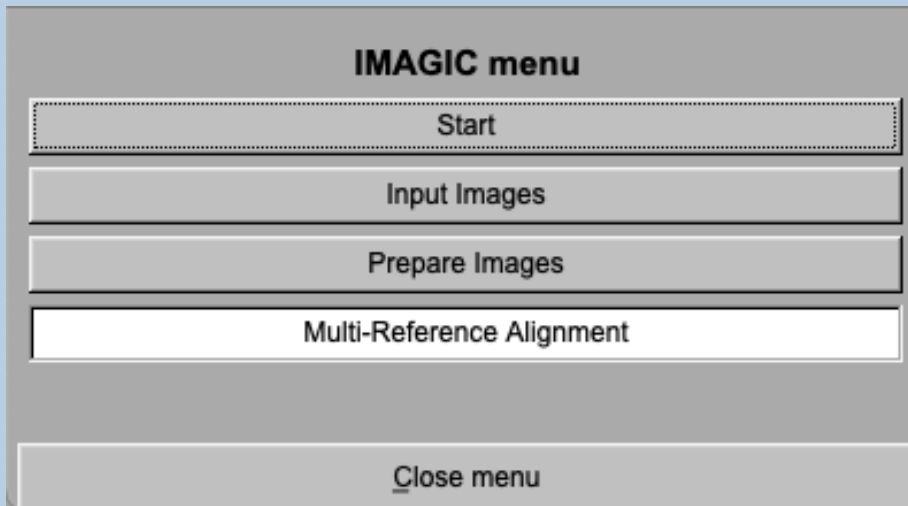 IMAGIC menu
Start
Input Images
Prepare Images
Multi-Reference Alignment
Close menu